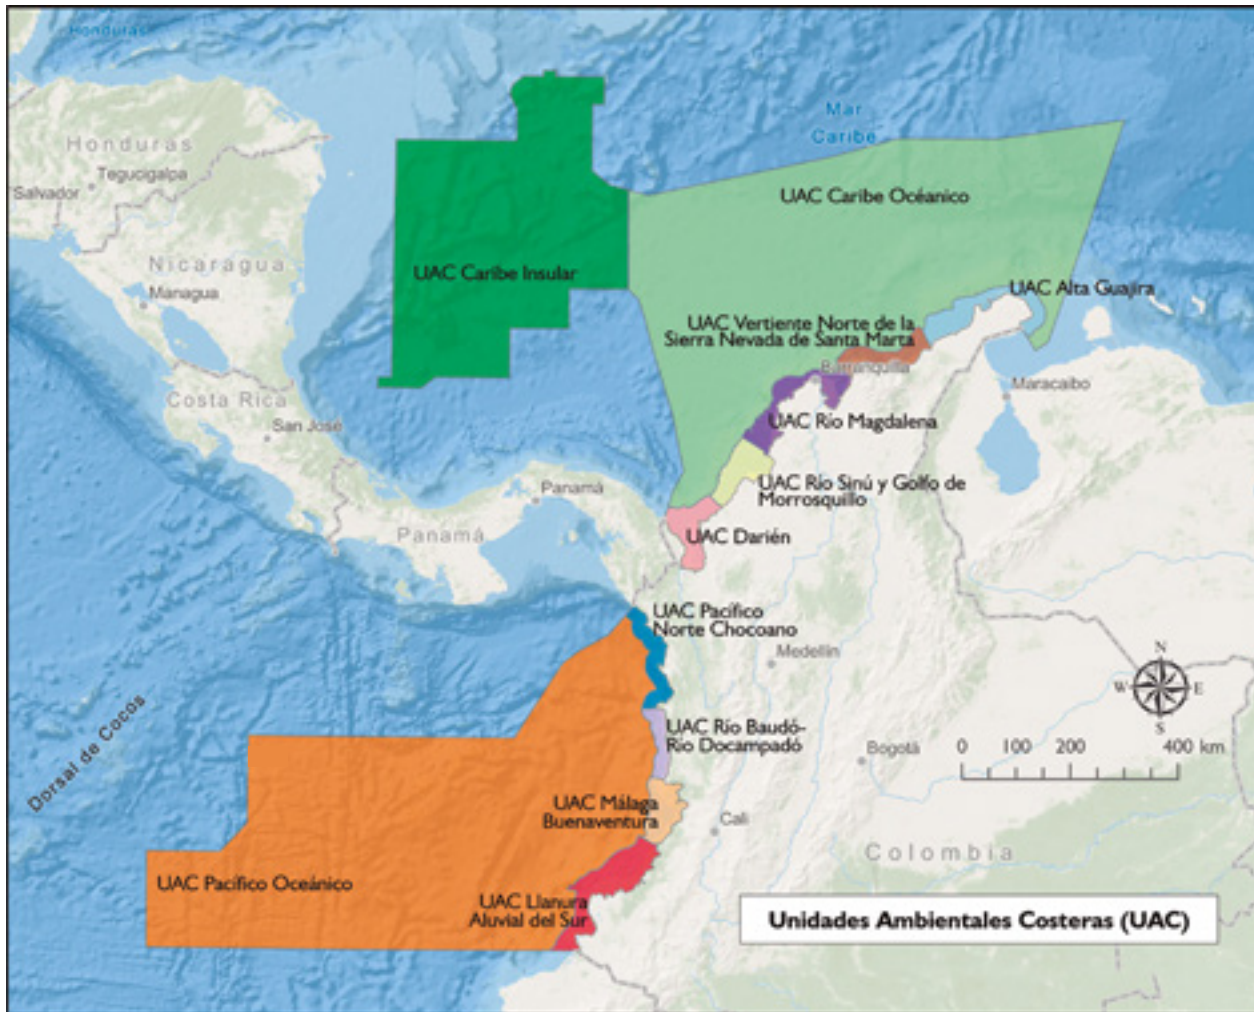 Honduras
Mar
Caribe
Honduras
Tegucigalpa
Salvador
UAC Caribe Océanico
Nicaragua
UAC Caribe Insular
Managua
UAC Alta Guajira
UAC Vertiente Norte de la
Sierra Nevada de Santa Marta
Barranquilla
Maracaibo
Costa Rica
San José
UAC Río Magdalena
UAC Río Sinú y Golfo de
Morrosquillo
Panamá
Panamá
UAC Darién
UAC Pacífico
Norte Chocoano
Medellín
N
W E
S
Dorsal de Cocos
UAC Río Baudó-
Río Docampadó
Bogotá
0 100 200 400 km
UAC Málaga
Buenaventura
Cali
Colombia
UAC Pacífico Oceánico
UAC Llanura
Aluvial del Sur
Unidades Ambientales Costeras (UAC)